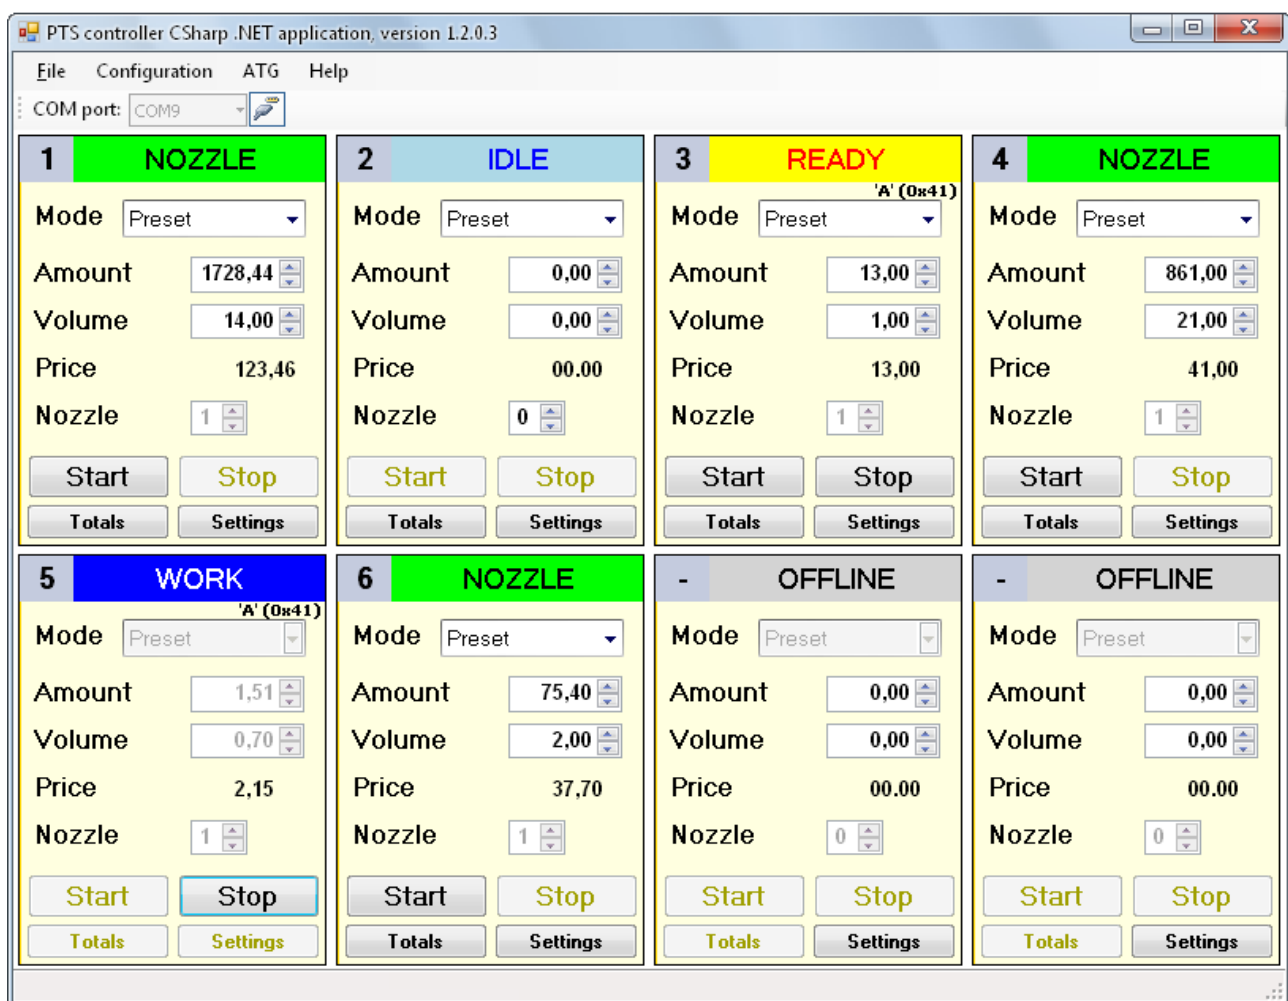 PTS controller CSharp .NET application, version 1.2.0.3
File Configuration ATG Help
COM port: COM9
1 NOZZLE
Mode Preset
Amount 1728,44
Volume 14,00
Price 123,46
Nozzle 1
Start Stop
Totals Settings
2 IDLE
Mode Preset
Amount 0,00
Volume 0,00
Price 00.00
Nozzle 0
Start Stop
Totals Settings
3 READY
'A' (0x41)
Mode Preset
Amount 13,00
Volume 1,00
Price 13,00
Nozzle 1
Start Stop
Totals Settings
4 NOZZLE
Mode Preset
Amount 861,00
Volume 21,00
Price 41,00
Nozzle 1
Start Stop
Totals Settings
5 WORK
'A' (0x41)
Mode Preset
Amount 1,51
Volume 0,70
Price 2,15
Nozzle 1
Start Stop
Totals Settings
6 NOZZLE
Mode Preset
Amount 75,40
Volume 2,00
Price 37,70
Nozzle 1
Start Stop
Totals Settings
- OFFLINE
Mode Preset
Amount 0,00
Volume 0,00
Price 00.00
Nozzle 0
Start Stop
Totals Settings
- OFFLINE
Mode Preset
Amount 0,00
Volume 0,00
Price 00.00
Nozzle 0
Start Stop
Totals Settings